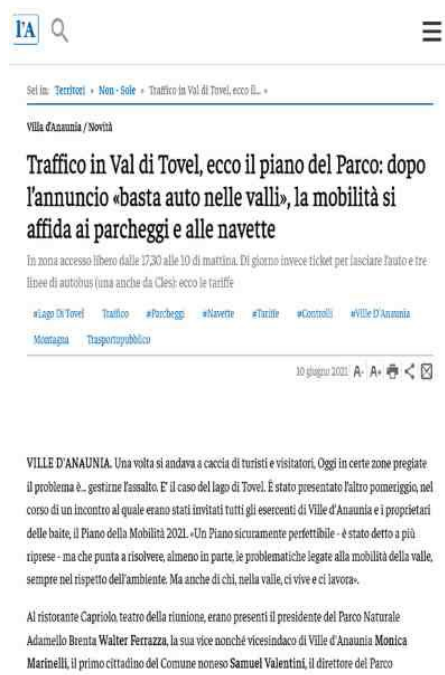 l'A
Sei in: Territori » Non - Sole » Traffico in Val di Tovel, ecco il... »
Villa d'Anaunia / Novità
Traffico in Val di Tovel, ecco il piano del Parco: dopo
l'annuncio «basta auto nelle valli», la mobilità si
affida ai parcheggi e alle navette
In zona accesso libero dalle 17,30 alle 10 di mattina. Di giorno invece ticket per lasciare l'auto e tre
linee di autobus (una anche da Cles): ecco le tariffe
#Lago Di Tovel Traffico #Parcheggi #Navette #Tariffe #Controlli #Ville D'Anaunia
Montagna Trasportopubblico
10 giugno 2021 A- A+
VILLE D'ANAUNIA. Una volta si andava a caccia di turisti e visitatori, Oggi in certe zone pregiate
il problema è... gestirne l'assalto. E' il caso del lago di Tovel. È stato presentato l'altro pomeriggio, nel
corso di un incontro al quale erano stati invitati tutti gli esercenti di Ville d'Anaunia e i proprietari
delle baite, il Piano della Mobilità 2021. «Un Piano sicuramente perfettibile - è stato detto a più
riprese - ma che punta a risolvere, almeno in parte, le problematiche legate alla mobilità della valle,
sempre nel rispetto dell'ambiente. Ma anche di chi, nella valle, ci vive e ci lavora».
Al ristorante Capriolo, teatro della riunione, erano presenti il presidente del Parco Naturale
Adamello Brenta Walter Ferrazza, la sua vice nonché vicesindaco di Ville d'Anaunia Monica
Marinelli, il primo cittadino del Comune noneso Samuel Valentini, il direttore del Parco